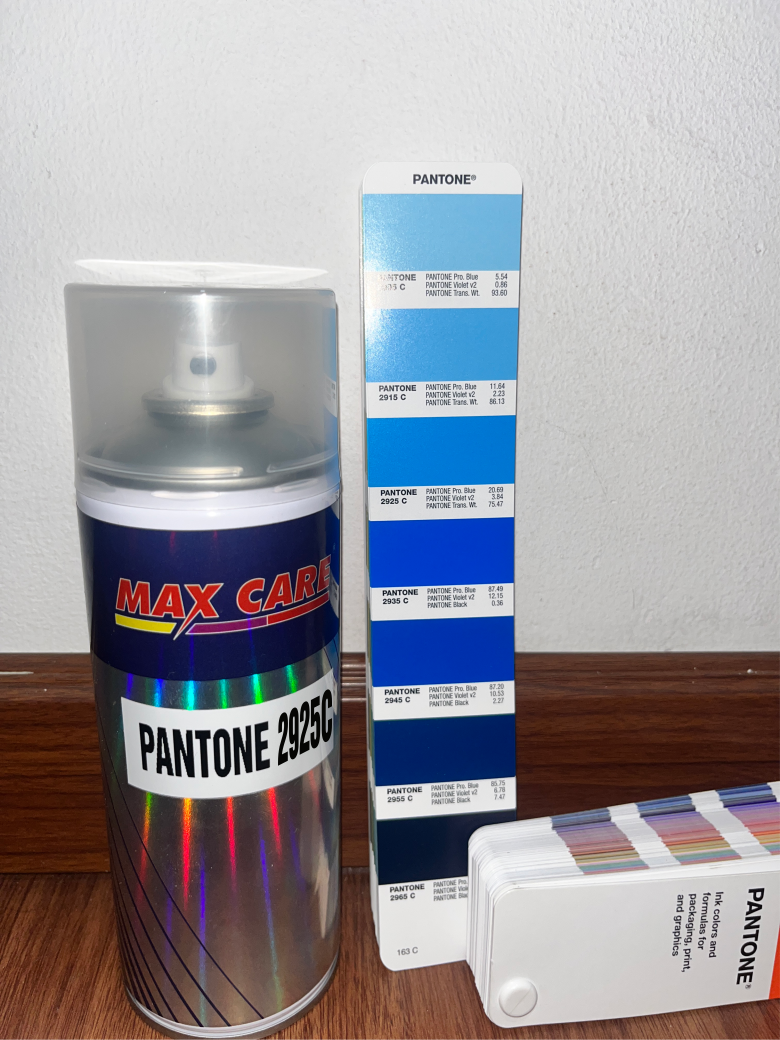 MAX CARE
PANTONE 2925C
PANTONE®
PANTONE PANTONE Pro. Blue 5.54
C PANTONE Violet v2 0.86
PANTONE Trans. Wt. 93.60
PANTONE PANTONE Pro. Blue 11.64
2915 C PANTONE Violet v2 2.23
PANTONE Trans. Wt. 86.13
PANTONE PANTONE Pro. Blue 20.69
2925 C PANTONE Violet v2 3.84
PANTONE Trans. Wt. 75.47
PANTONE PANTONE Pro. Blue 87.49
2935 C PANTONE Violet v2 12.15
PANTONE Black 0.36
PANTONE PANTONE Pro. Blue 87.20
2945 C PANTONE Violet v2 10.53
PANTONE Black 2.27
PANTONE PANTONE Pro. Blue 85.75
2955 C PANTONE Violet v2 6.78
PANTONE Black 7.47
PANTONE PANTONE Pro.
2965 C PANTONE
PANTONE
163 C
PANTONE®
Ink colors and
formulas for
packaging, print,
and graphics